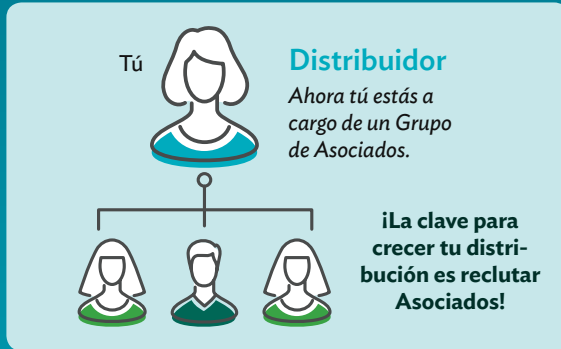 Tú
Distribuidor
Ahora tú estás a
cargo de un Grupo
de Asociados.
¡La clave para
crecer tu distri-
bución es reclutar
Asociados!